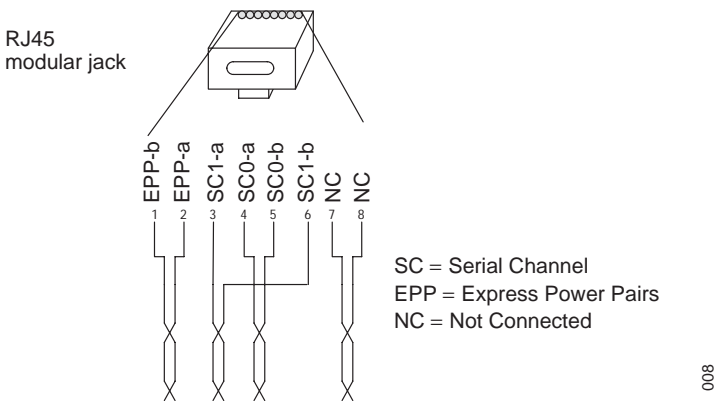 RJ45
modular jack
EPP-b
EPP-a
SC1-a
SC0-a
SC0-b
SC1-b
NC
NC
1 2 3 4 5 6 7 8
SC = Serial Channel
EPP = Express Power Pairs
NC = Not Connected
008